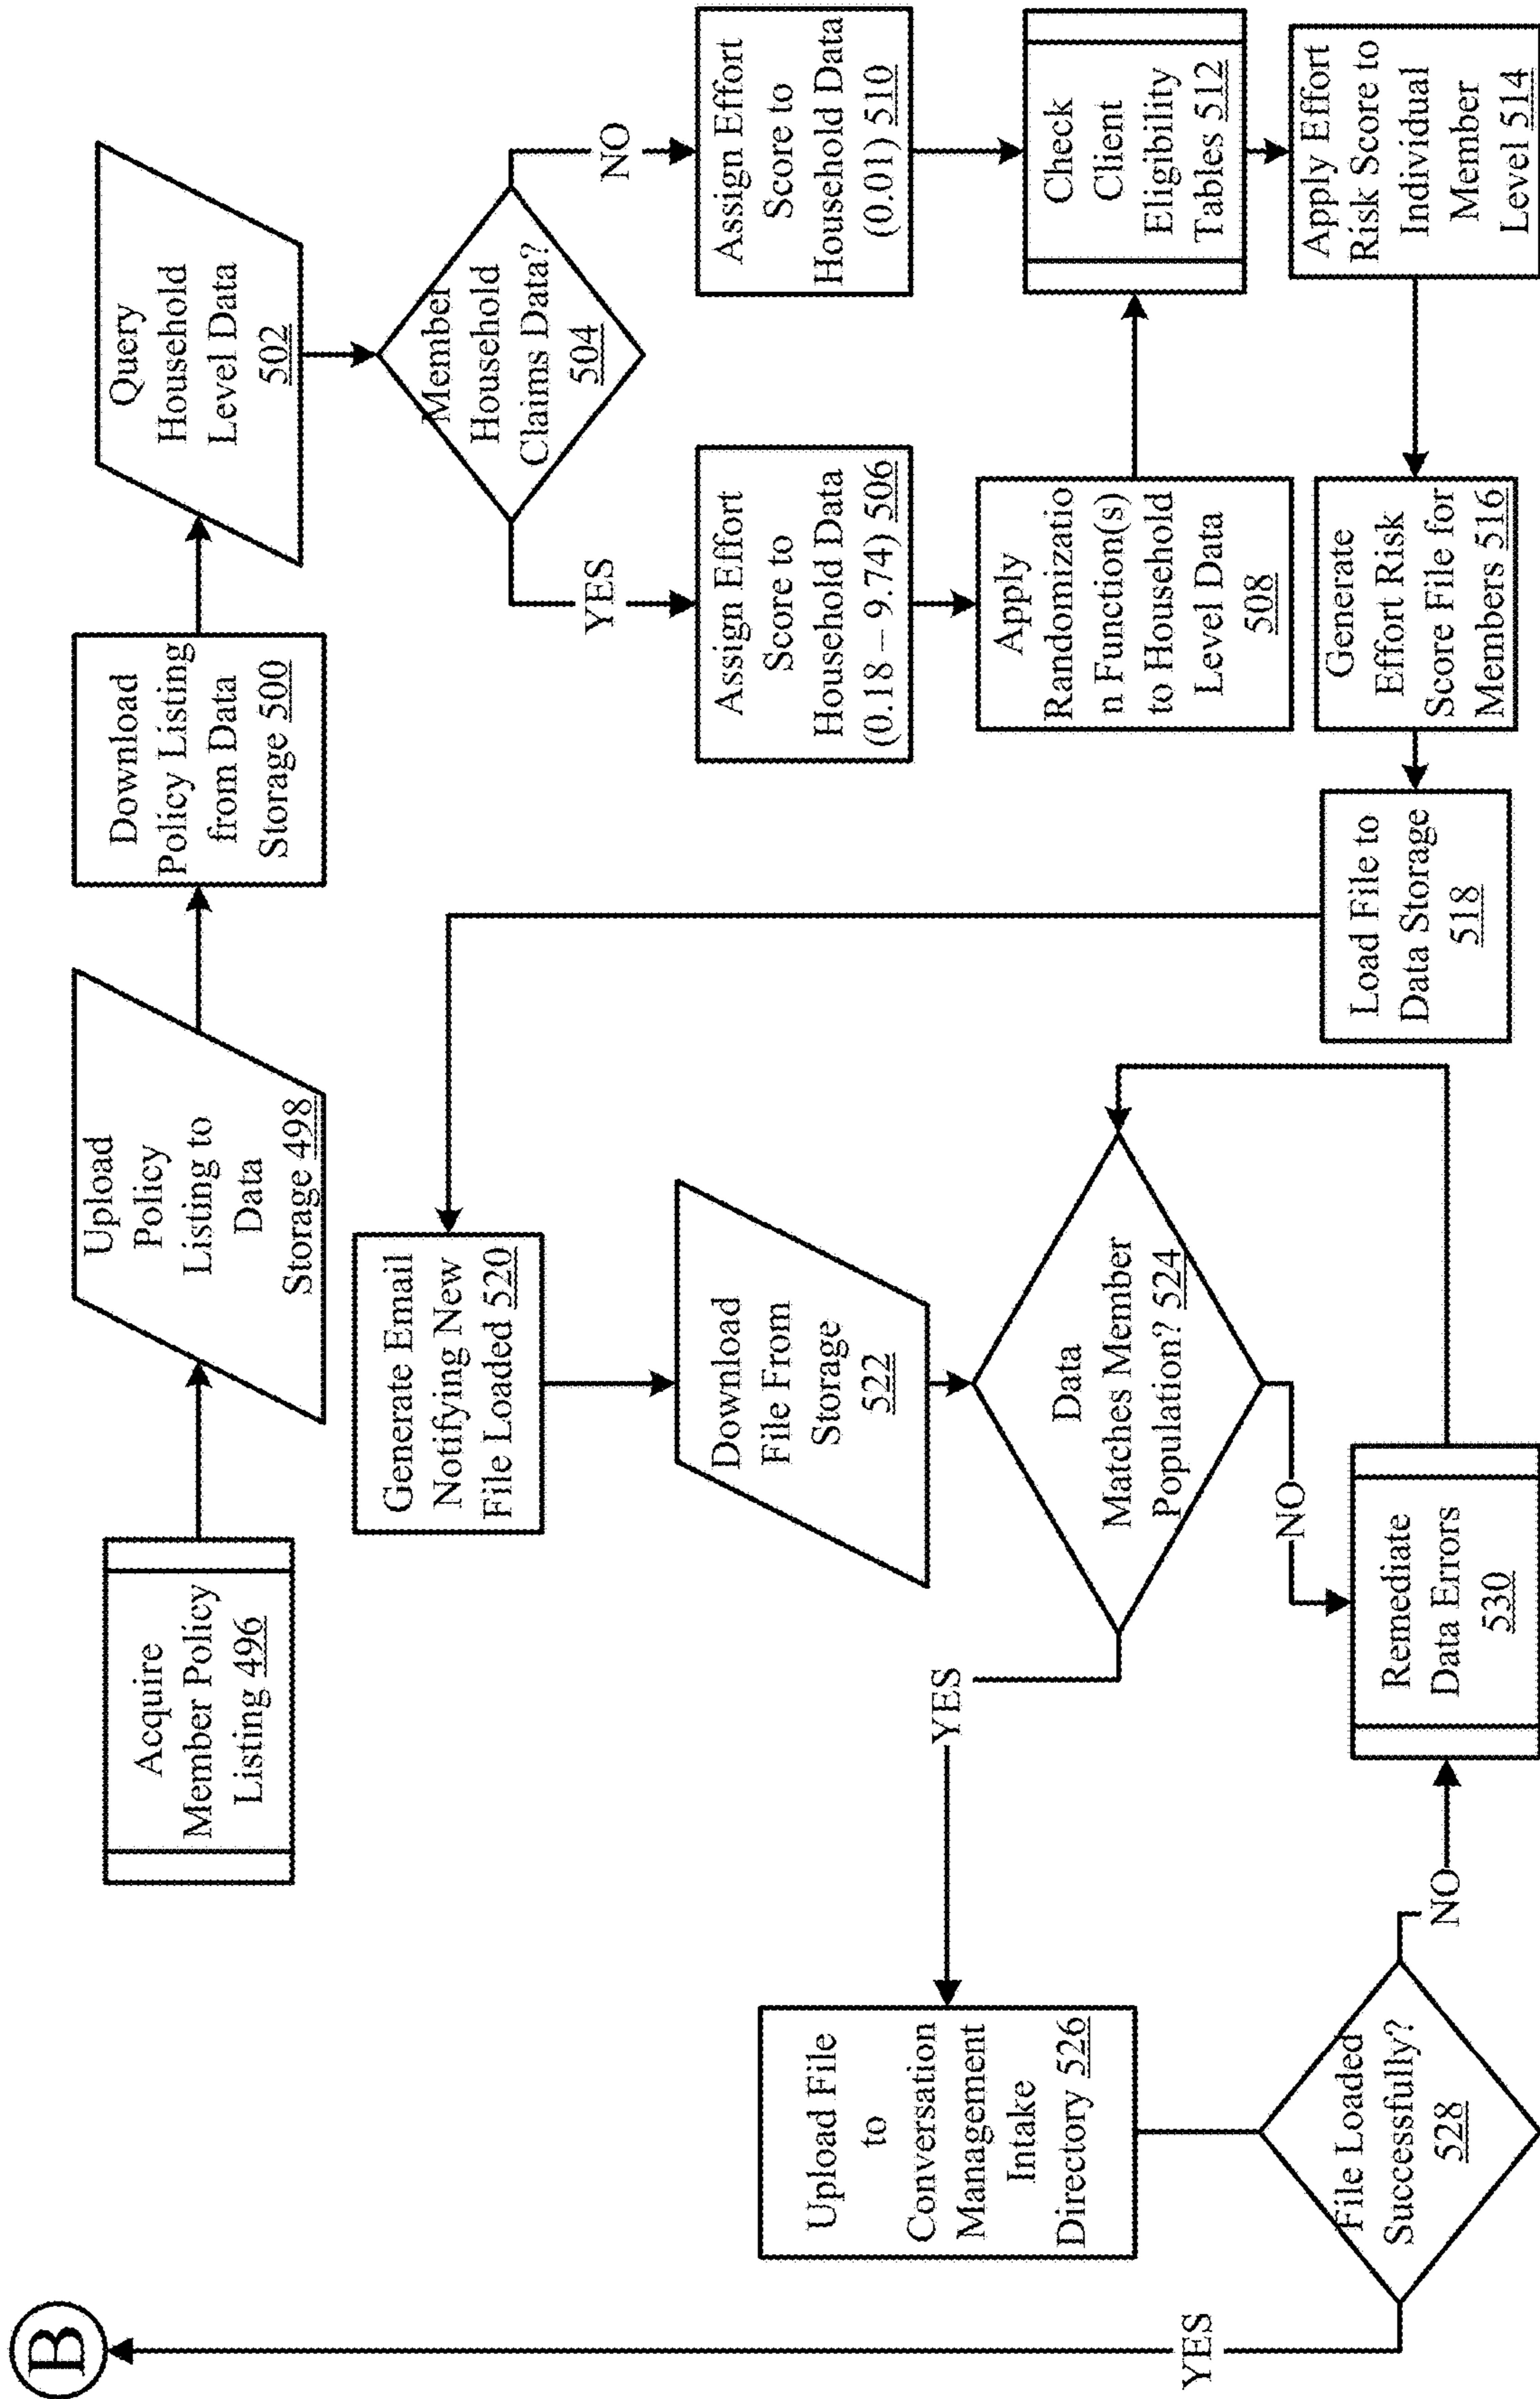 Acquire
Member Policy
Listing 496
Upload
Policy
Listing to
Data
Storage 498
Download
Policy Listing
from Data
Storage 500
Query
Household
Level Data
502
Member
Household
Claims Data?
504
YES
NO
Assign Effort
Score to
Household Data
(0.18 – 9.74) 506
Assign Effort
Score to
Household Data
(0.01) 510
Apply
Randomizatio
n Function(s)
to Household
Level Data
508
Check
Client
Eligibility
Tables 512
Apply Effort
Risk Score to
Individual
Member
Level 514
Generate
Effort Risk
Score File for
Members 516
Load File to
Data Storage
518
Generate Email
Notifying New
File Loaded 520
Download
File From
Storage
522
Data
Matches Member
Population? 524
YES
NO
Upload File
to
Conversation
Management
Intake
Directory 526
File Loaded
Successfully?
528
NO
Remediate
Data Errors
530
YES
B